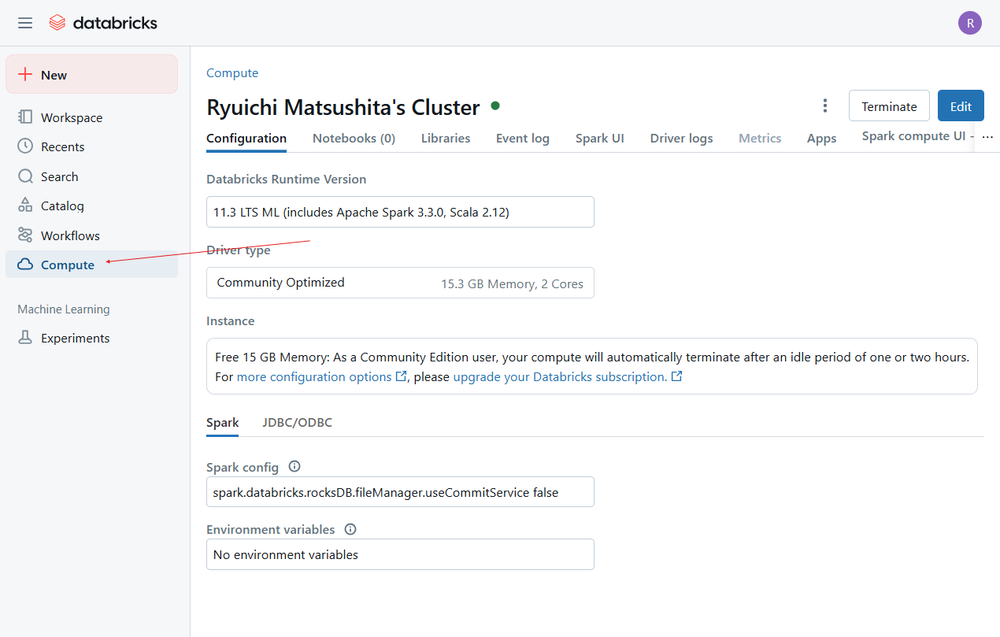 databricks
R
New
Workspace
Recents
Search
Catalog
Workflows
Compute
Machine Learning
Experiments
Compute
Ryuichi Matsushita's Cluster
Terminate
Edit
Configuration Notebooks (0) Libraries Event log Spark UI Driver logs Metrics Apps Spark compute UI - ...
Databricks Runtime Version
11.3 LTS ML (includes Apache Spark 3.3.0, Scala 2.12)
Driver type
Community Optimized 15.3 GB Memory, 2 Cores
Instance
Free 15 GB Memory: As a Community Edition user, your compute will automatically terminate after an idle period of one or two hours.
For more configuration options, please upgrade your Databricks subscription.
Spark JDBC/ODBC
Spark config
spark.databricks.rocksDB.fileManager.useCommitService false
Environment variables
No environment variables